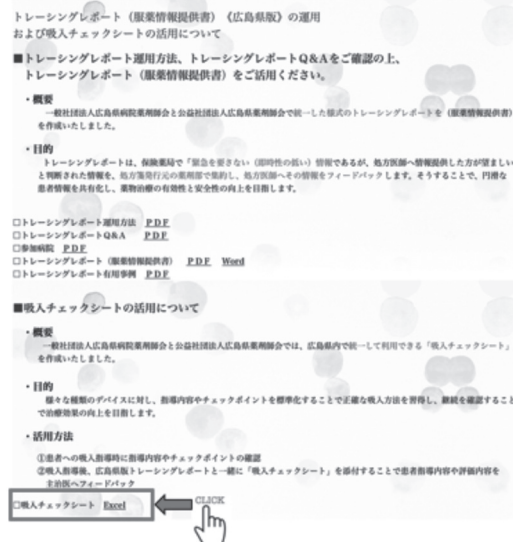 トレーシングレポート（服薬情報提供書）《広島県版》の運用
および吸入チェックシートの活用について
■トレーシングレポート運用方法、トレーシングレポートQ&Aをご確認の上、
トレーシングレポート（服薬情報提供書）をご活用ください。
・概要
一般社団法人広島県病院薬剤師会と公益社団法人広島県薬剤師会で統一した様式のトレーシングレポートを（服薬情報提供書）
を作成いたしました。
・目的
トレーシングレポートは、保険薬局で「緊急を要さない（即時性の低い）情報であるが、処方医師へ情報提供した方が望ましい
と判断された情報を、処方箋発行元の薬剤部で集約し、処方医師へその情報をフィードバックします。そうすることで、円滑な
患者情報を共有化し、薬物治療の有効性と安全性の向上を目指します。
□トレーシングレポート運用方法 PDF
□トレーシングレポートQ&A PDF
□参加病院 PDF
□トレーシングレポート（服薬情報提供書） PDF Word
□トレーシングレポート有用事例 PDF
■吸入チェックシートの活用について
・概要
一般社団法人広島県病院薬剤師会と公益社団法人広島県薬剤師会では、広島県内で統一して利用できる「吸入チェックシート」
を作成いたしました。
・目的
様々な種類のデバイスに対し、指導内容やチェックポイントを標準化することで正確な吸入方法を習得し、継続を確認すること
で治療効果の向上を目指します。
・活用方法
①患者への吸入指導時に指導内容やチェックポイントの確認
②吸入指導後、広島県版トレーシングレポートと一緒に「吸入チェックシート」を添付することで患者指導内容や評価内容を
主治医へフィードバック
□吸入チェックシート Excel
CLICK